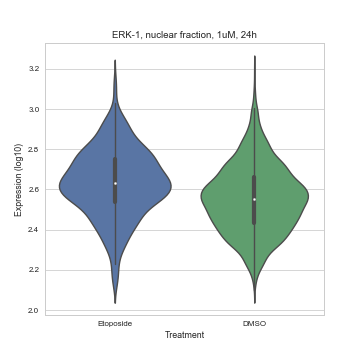 ERK-1, nuclear fraction, 1uM, 24h
3.2
3.0
2.8
2.6
2.4
2.2
2.0
Expression (log10)
Etoposide DMSO
Treatment